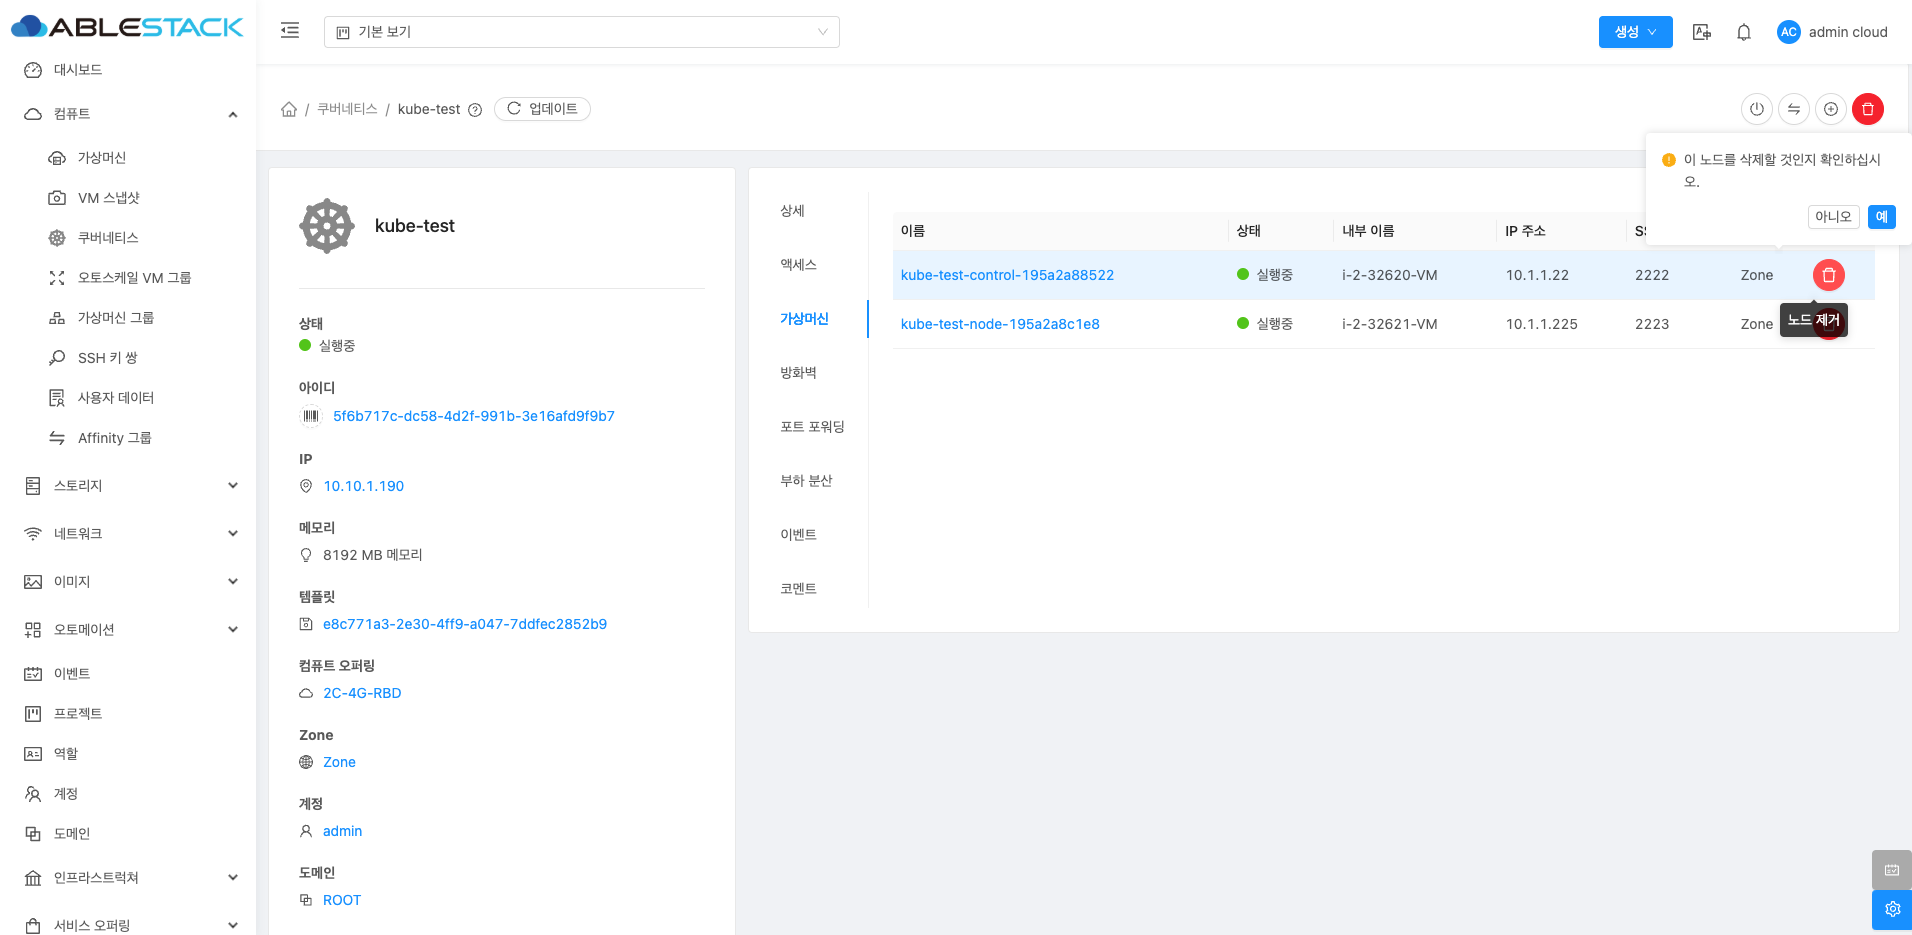 ABLESTACK
기본 보기
생성
AC
admin cloud
대시보드
컴퓨트
가상머신
VM 스냅샷
쿠버네티스
오토스케일 VM 그룹
가상머신 그룹
SSH 키 쌍
사용자 데이터
Affinity 그룹
스토리지
네트워크
이미지
오토메이션
이벤트
프로젝트
역할
계정
도메인
인프라스트럭쳐
서비스 오퍼링
/ 쿠버네티스 / kube-test
업데이트
이 노드를 삭제할 것인지 확인하십시
오.
아니오
예
kube-test
상태
실행중
아이디
5f6b717c-dc58-4d2f-991b-3e16afd9f9b7
IP
10.10.1.190
메모리
8192 MB 메모리
템플릿
e8c771a3-2e30-4ff9-a047-7ddfec2852b9
컴퓨트 오퍼링
2C-4G-RBD
Zone
Zone
계정
admin
도메인
ROOT
상세
액세스
가상머신
방화벽
포트 포워딩
부하 분산
이벤트
코멘트
이름 상태 내부 이름 IP 주소
kube-test-control-195a2a88522 실행중 i-2-32620-VM 10.1.1.22 2222 Zone
kube-test-node-195a2a8c1e8 실행중 i-2-32621-VM 10.1.1.225 2223 Zone
노드 제거